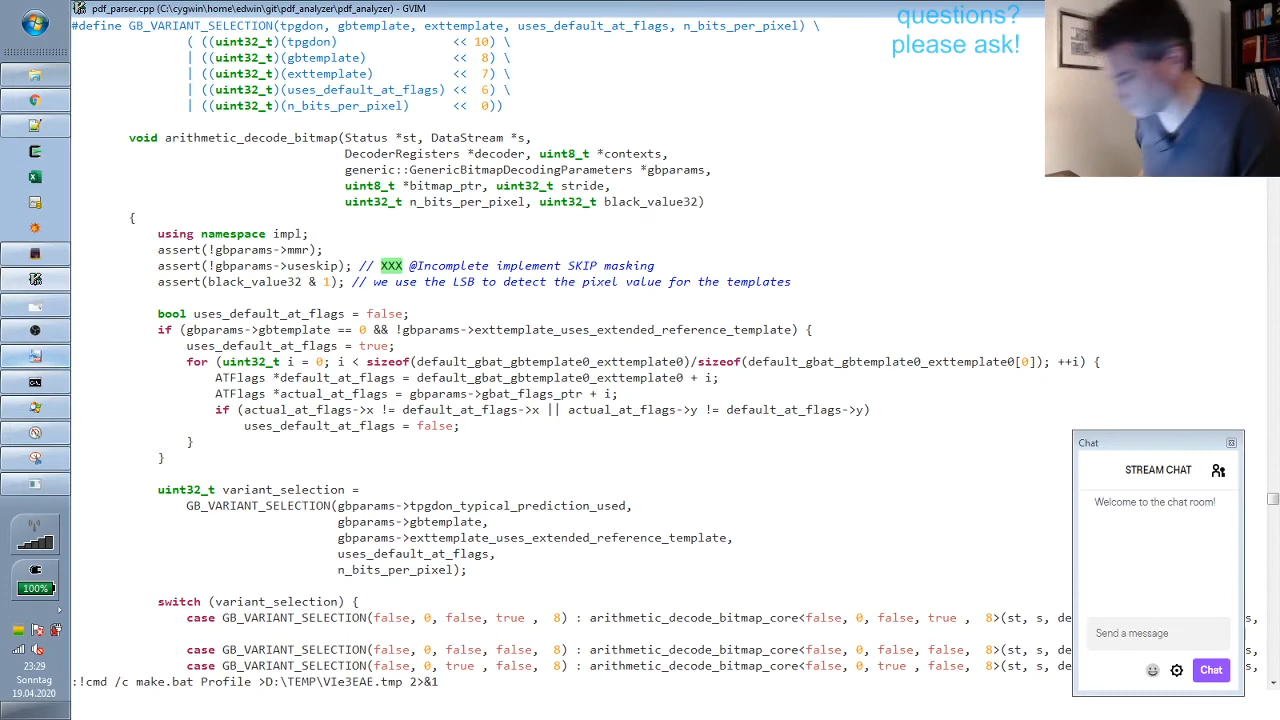 pdf_parser.cpp (C:\cygwin\home\edwin\git\pdf_analyzer\pdf_analyzer) - GVIM
questions?
please ask!
#define GB_VARIANT_SELECTION(tpgdon, gbtemplate, exttemplate, uses_default_at_flags, n_bits_per_pixel) \
( ((uint32_t)(tpgdon) << 10) \
| ((uint32_t)(gbtemplate) << 8) \
| ((uint32_t)(exttemplate) << 7) \
| ((uint32_t)(uses_default_at_flags) << 6) \
| ((uint32_t)(n_bits_per_pixel) << 0))
void arithmetic_decode_bitmap(Status *st, DataStream *s,
DecoderRegisters *decoder, uint8_t *contexts,
generic::GenericBitmapDecodingParameters *gbparams,
uint8_t *bitmap_ptr, uint32_t stride,
uint32_t n_bits_per_pixel, uint32_t black_value32)
{
using namespace impl;
assert(!gbparams->mmr);
assert(!gbparams->useskip); // XXX @Incomplete implement SKIP masking
assert(black_value32 & 1); // we use the LSB to detect the pixel value for the templates
bool uses_default_at_flags = false;
if (gbparams->gbtemplate == 0 && !gbparams->exttemplate_uses_extended_reference_template) {
uses_default_at_flags = true;
for (uint32_t i = 0; i < sizeof(default_gbat_gbtemplate0_exttemplate0)/sizeof(default_gbat_gbtemplate0_exttemplate0[0]); ++i) {
ATFlags *default_at_flags = default_gbat_gbtemplate0_exttemplate0 + i;
ATFlags *actual_at_flags = gbparams->gbat_flags_ptr + i;
if (actual_at_flags->x != default_at_flags->x || actual_at_flags->y != default_at_flags->y)
uses_default_at_flags = false;
}
}
uint32_t variant_selection =
GB_VARIANT_SELECTION(gbparams->tpgdon_typical_prediction_used,
gbparams->gbtemplate,
gbparams->exttemplate_uses_extended_reference_template,
uses_default_at_flags,
n_bits_per_pixel);
switch (variant_selection) {
case GB_VARIANT_SELECTION(false, 0, false, true , 8) : arithmetic_decode_bitmap_core<false, 0, false, true , 8>(st, s, de
case GB_VARIANT_SELECTION(false, 0, false, false, 8) : arithmetic_decode_bitmap_core<false, 0, false, false, 8>(st, s, de
case GB_VARIANT_SELECTION(false, 0, true , false, 8) : arithmetic_decode_bitmap_core<false, 0, true , false, 8>(st, s, de
:!cmd /c make.bat Profile >D:\TEMP\VIe3EAE.tmp 2>&1
Chat
STREAM CHAT
Welcome to the chat room!
Send a message
Chat
100%
23:29
Sonntag
19.04.2020